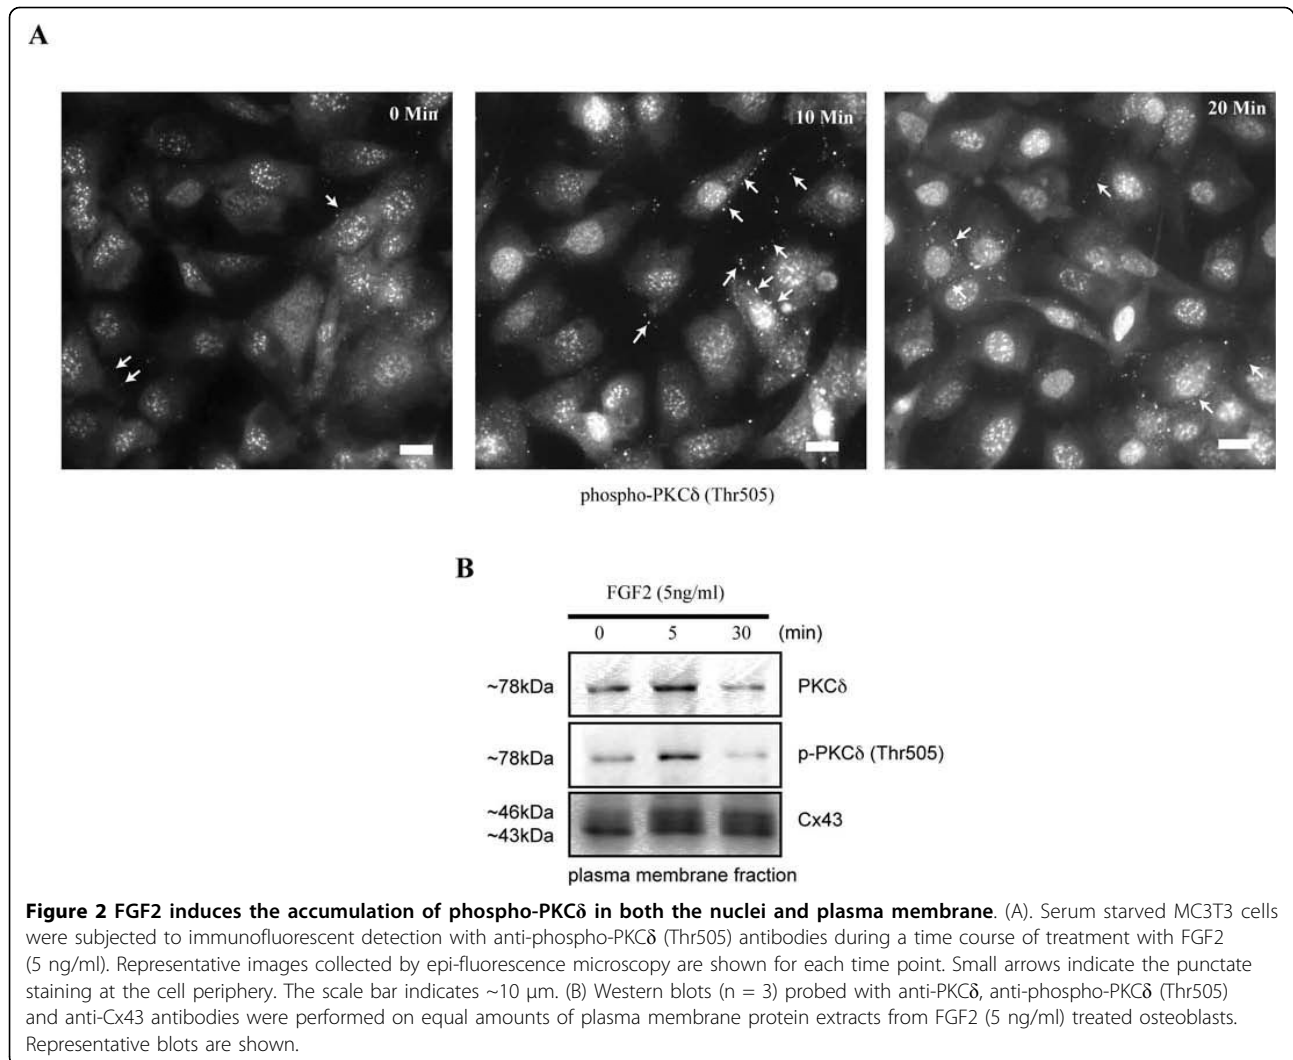 A
0 Min
10 Min
20 Min
phospho-PKCδ (Thr505)
B
FGF2 (5ng/ml)
0 5 30 (min)
~78kDa PKCδ
~78kDa p-PKCδ (Thr505)
~46kDa
~43kDa
Cx43
plasma membrane fraction
Figure 2 FGF2 induces the accumulation of phospho-PKCδ in both the nuclei and plasma membrane. (A). Serum starved MC3T3 cells
were subjected to immunofluorescent detection with anti-phospho-PKCδ (Thr505) antibodies during a time course of treatment with FGF2
(5 ng/ml). Representative images collected by epi-fluorescence microscopy are shown for each time point. Small arrows indicate the punctate
staining at the cell periphery. The scale bar indicates ~10 μm. (B) Western blots (n = 3) probed with anti-PKCδ, anti-phospho-PKCδ (Thr505)
and anti-Cx43 antibodies were performed on equal amounts of plasma membrane protein extracts from FGF2 (5 ng/ml) treated osteoblasts.
Representative blots are shown.